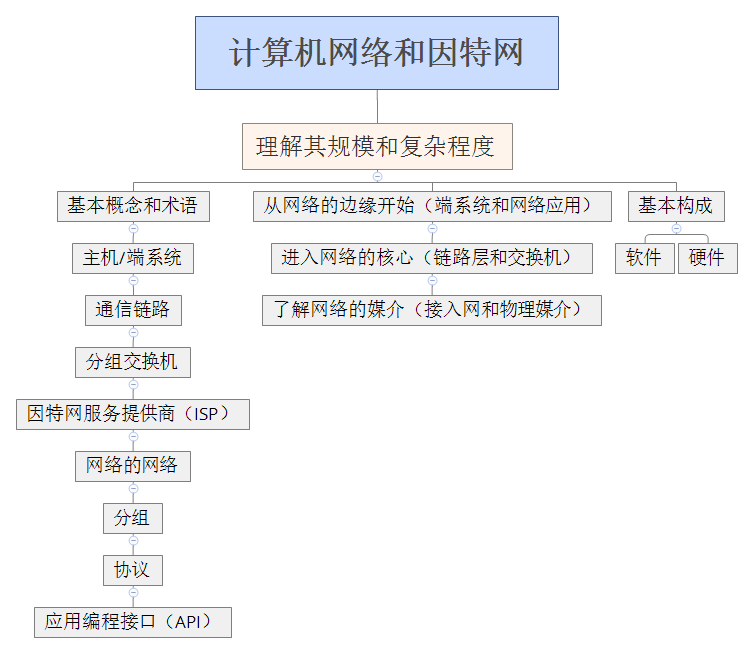 计算机网络和因特网
理解其规模和复杂程度
基本概念和术语
从网络的边缘开始（端系统和网络应用）
基本构成
主机/端系统
进入网络的核心（链路层和交换机）
软件
硬件
通信链路
了解网络的媒介（接入网和物理媒介）
分组交换机
因特网服务提供商（ISP）
网络的网络
分组
协议
应用编程接口（API）